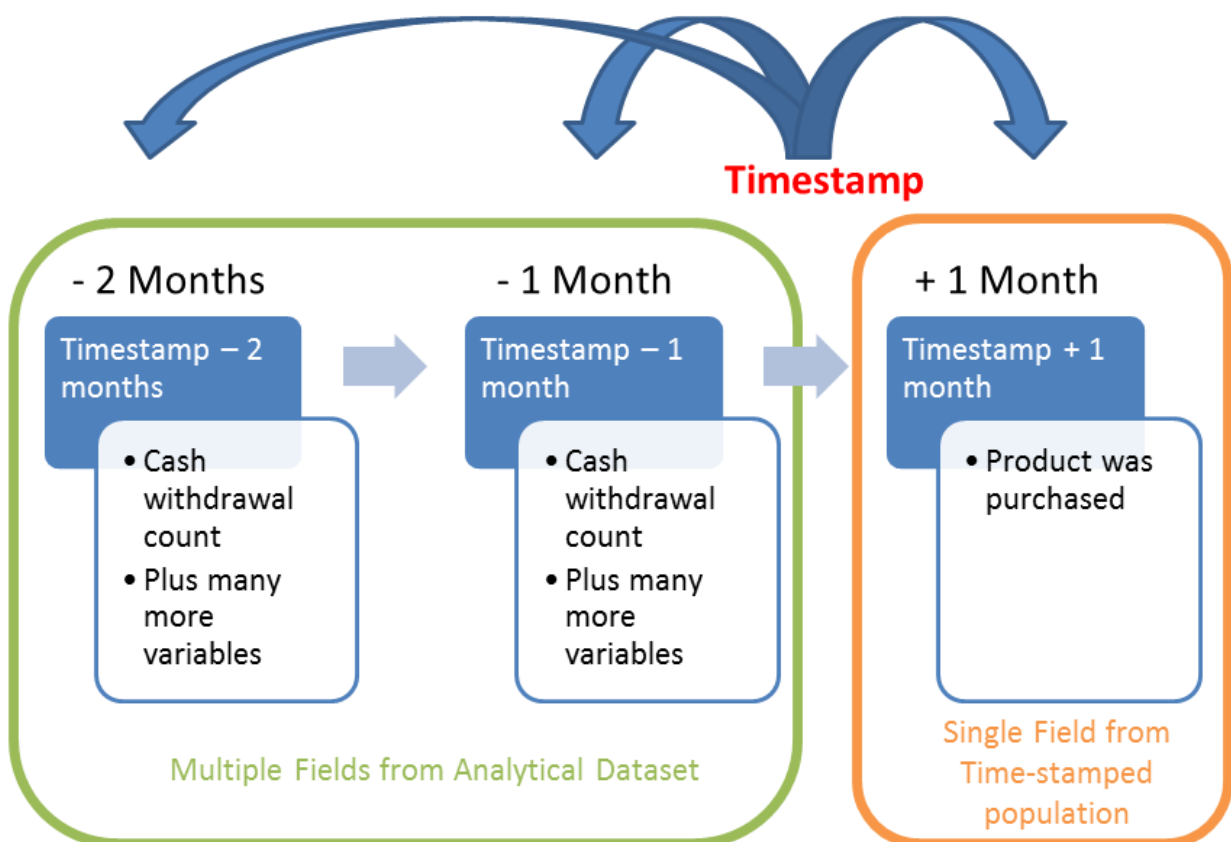 Timestamp
- 2 Months
Timestamp – 2
months
• Cash
withdrawal
count
• Plus many
more
variables
- 1 Month
Timestamp – 1
month
• Cash
withdrawal
count
• Plus many
more
variables
Multiple Fields from Analytical Dataset
+ 1 Month
Timestamp + 1
month
• Product was
purchased
Single Field from
Time-stamped
population